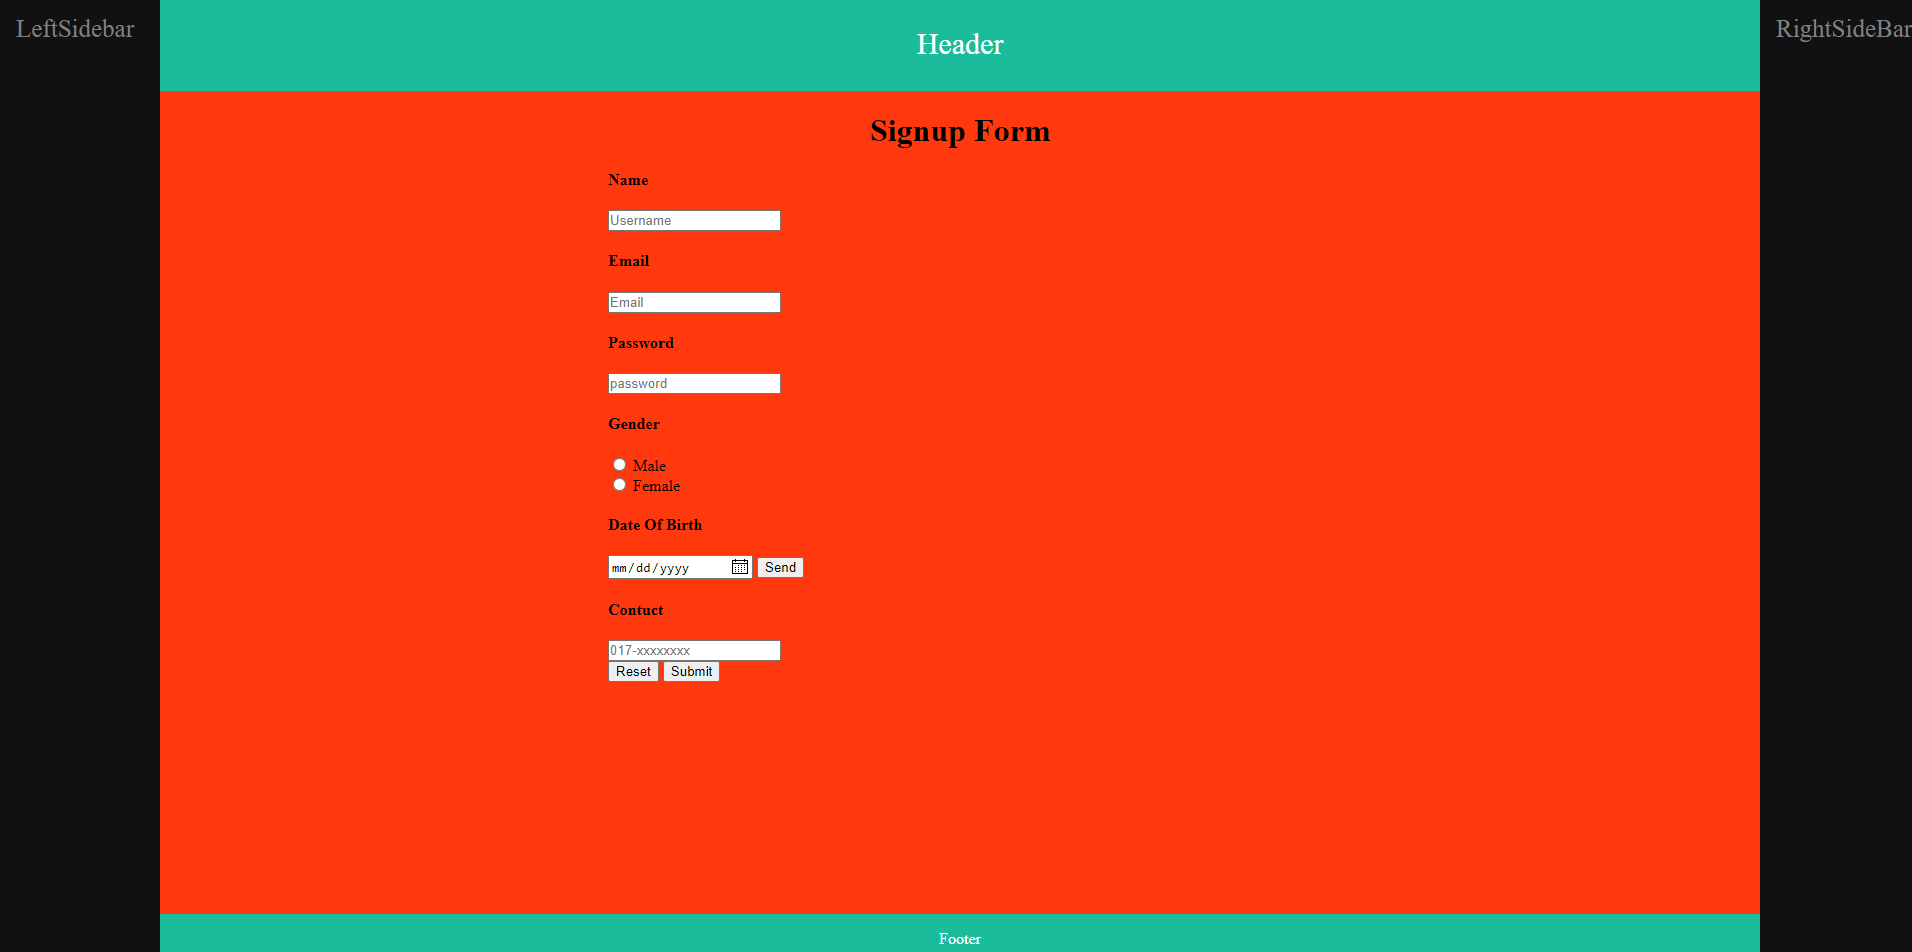 LeftSidebar
Header
RightSideBar
Signup Form
Name
Username
Email
Email
Password
password
Gender
Male
Female
Date Of Birth
mm/dd/yyyy Send
Contuct
017-xxxxxxxx
Reset Submit
Footer